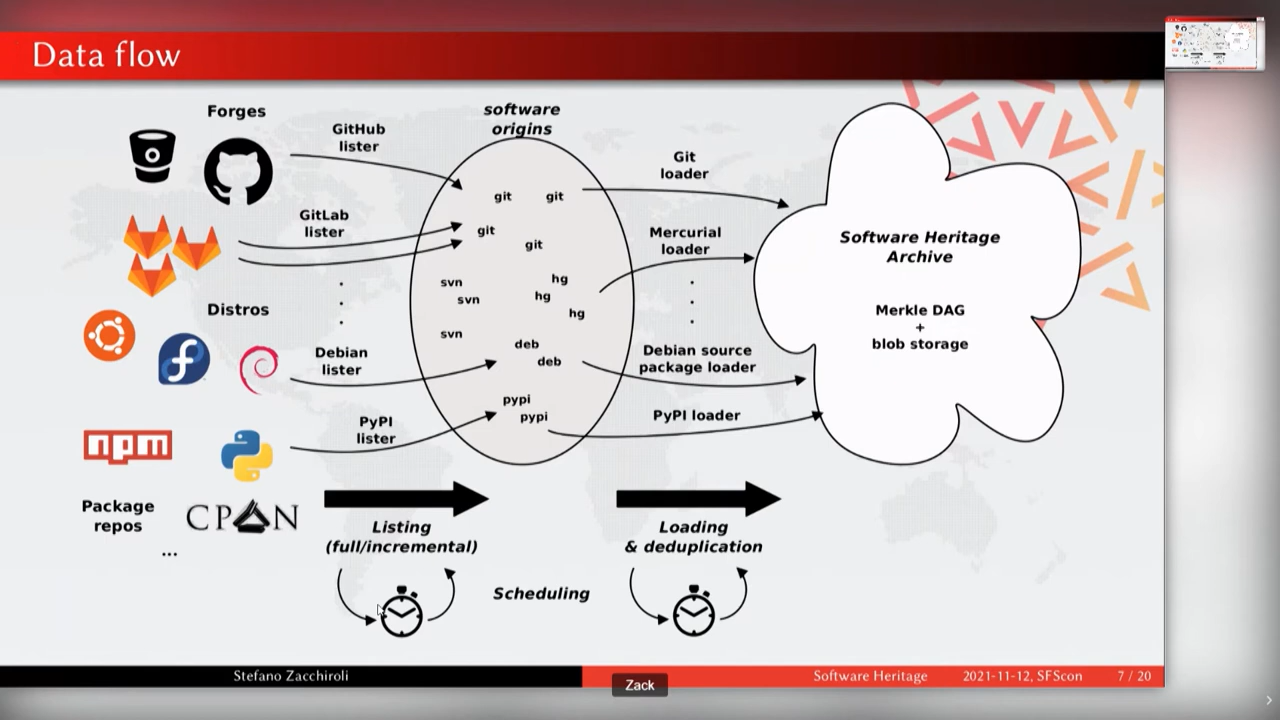 Data flow
Forges
GitHub
lister
GitLab
lister
Distros
Debian
lister
npm
PyPI
lister
Package
repos
CPAN
...
software
origins
git git
git
git
svn
svn
hg
hg
hg
svn
deb
deb
pypi
pypi
Git
loader
Mercurial
loader
Debian source
package loader
PyPI loader
Software Heritage
Archive
Merkle DAG
+
blob storage
Listing
(full/incremental)
Scheduling
Loading
& deduplication
Stefano Zacchiroli
Software Heritage 2021-11-12, SFScon 7 / 20
Zack